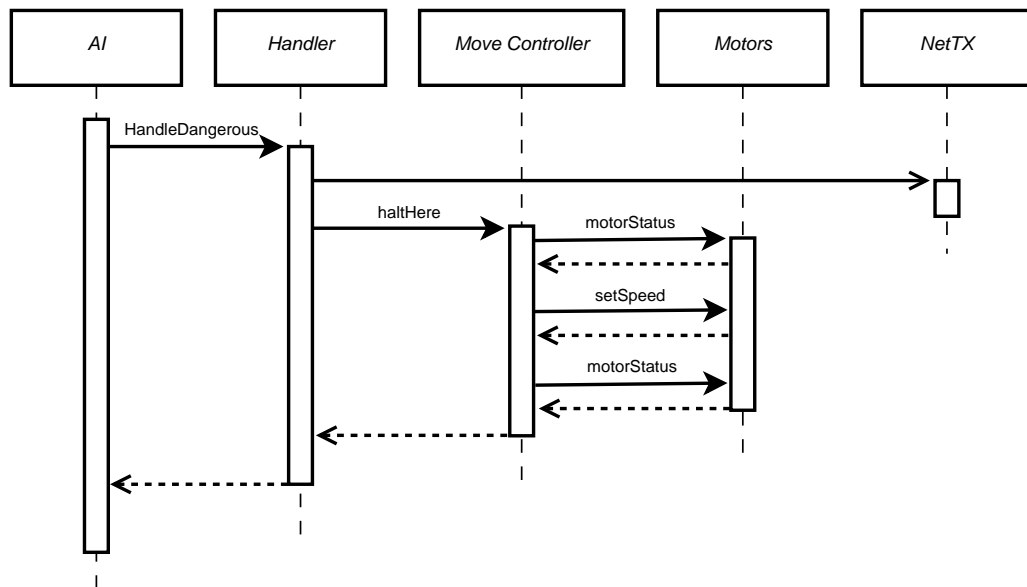 AI
Handler
Move Controller
Motors
NetTX
HandleDangerous
haltHere
motorStatus
setSpeed
motorStatus